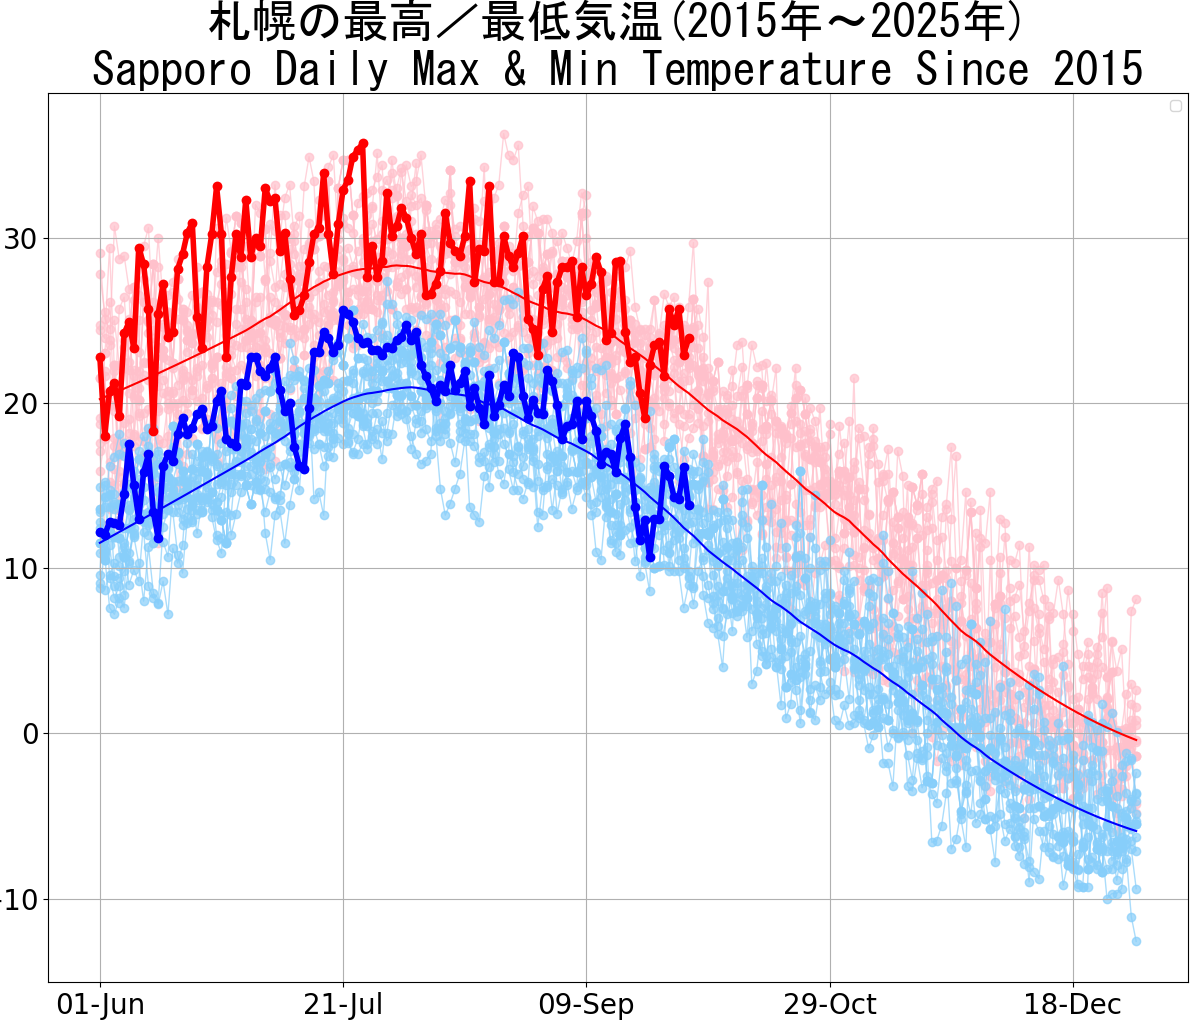 札幌の最高／最低気温(2015年～2025年)
Sapporo Daily Max & Min Temperature Since 2015
30
20
10
0
-10
01-Jun
21-Jul
09-Sep
29-Oct
18-Dec